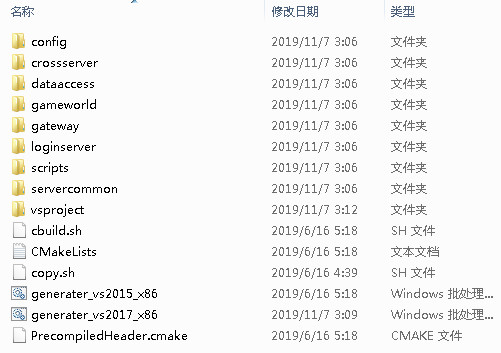 名称 修改日期 类型
config 2019/11/7 3:06 文件夹
crossserver 2019/11/7 3:06 文件夹
dataaccess 2019/11/7 3:06 文件夹
gameworld 2019/11/7 3:06 文件夹
gateway 2019/11/7 3:06 文件夹
loginserver 2019/11/7 3:06 文件夹
scripts 2019/11/7 3:06 文件夹
servercommon 2019/11/7 3:06 文件夹
vsproject 2019/11/7 3:12 文件夹
cbuild.sh 2019/6/16 5:18 SH 文件
CMakeLists 2019/6/16 5:18 文本文档
copy.sh 2019/6/16 4:39 SH 文件
generater_vs2015_x86 2019/6/16 5:18 Windows 批处理...
generater_vs2017_x86 2019/11/7 3:09 Windows 批处理...
PrecompiledHeader.cmake 2019/6/16 5:18 CMAKE 文件